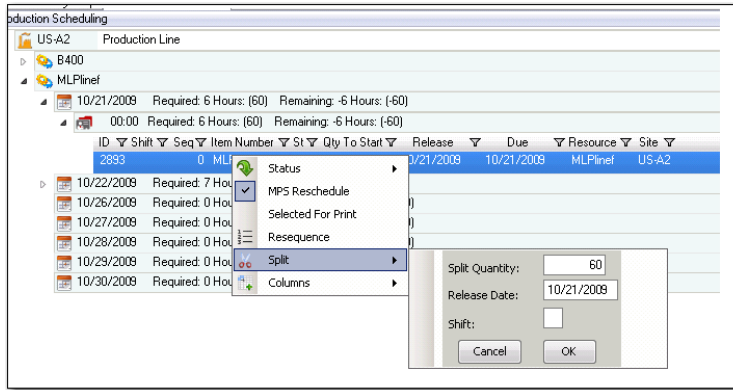 oduction Scheduling
US-A2 Production Line
B400
MLPlinef
10/21/2009 Required: 6 Hours: (60) Remaining: -6 Hours: (-60)
00:00 Required: 6 Hours: (60) Remaining: -6 Hours: (-60)
ID Shift Seq Item Number St Qty To Start Release Due Resource Site
2893 0 MLP 0/21/2009 10/21/2009 MLPlinef US-A2
Status
10/22/2009 Required: 7 Hou
MPS Reschedule
10/26/2009 Required: 0 Hou
Selected For Print
10/27/2009 Required: 0 Hou
10/28/2009 Required: 0 Hou
Resequence
10/29/2009 Required: 0 Hou
Split
10/30/2009 Required: 0 Hou
Columns
Split Quantity: 60
Release Date: 10/21/2009
Shift:
Cancel OK